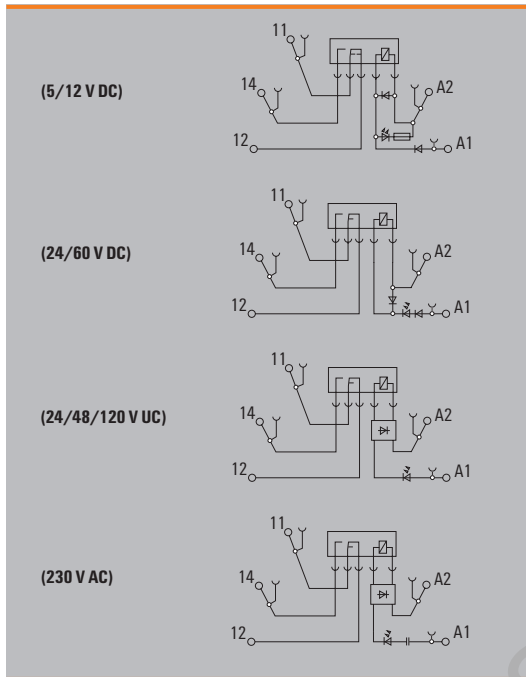 (5/12 V DC)
11
14
12
A2
A1
(24/60 V DC)
11
14
12
A2
A1
(24/48/120 V UC)
11
14
12
A2
A1
(230 V AC)
11
14
12
A2
A1